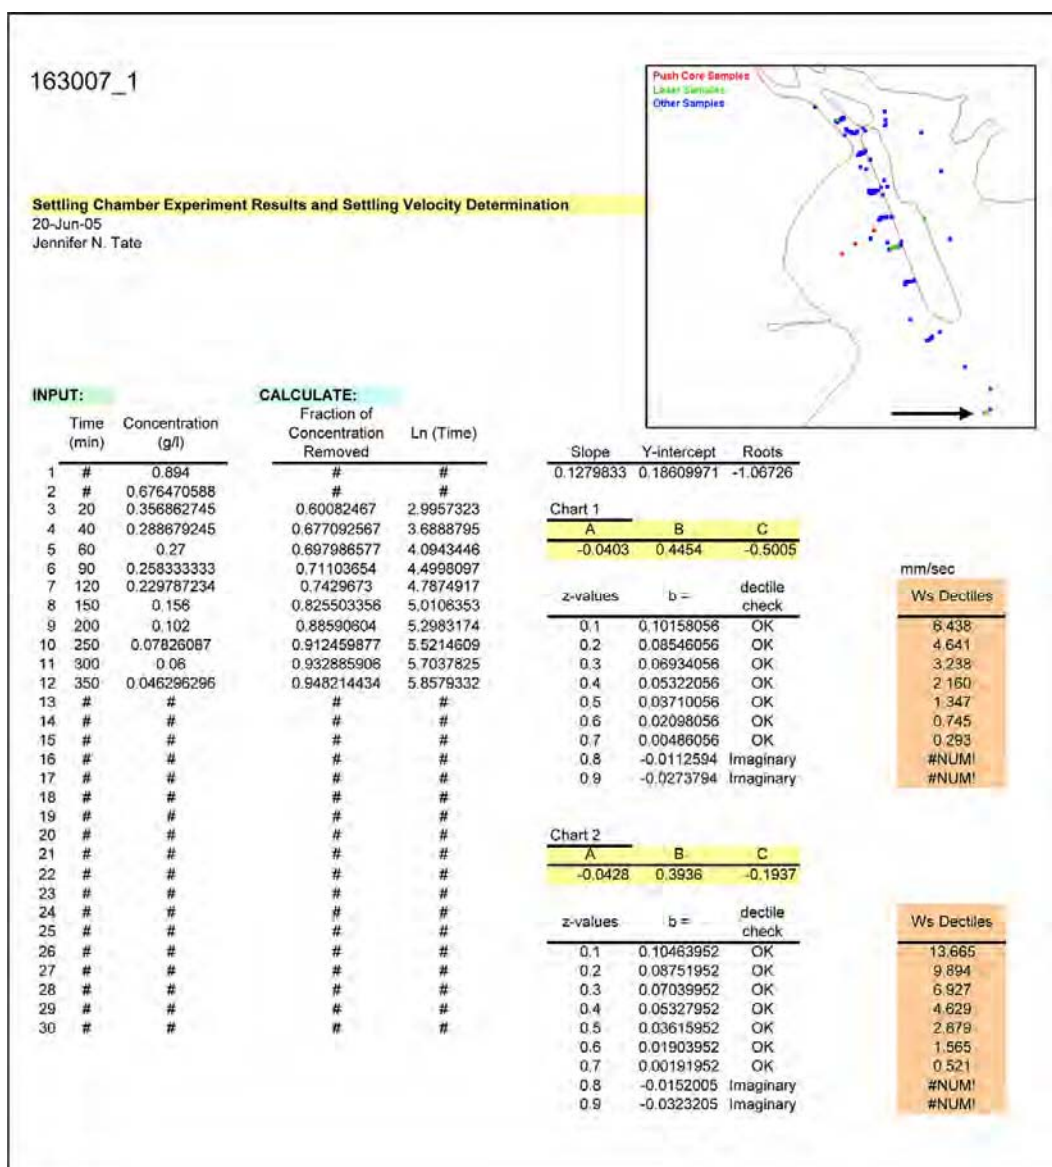 163007_1
Push Core Samples
Laser Samples
Other Samples
Settling Chamber Experiment Results and Settling Velocity Determination
20-Jun-05
Jennifer N. Tate
INPUT: CALCULATE:
Time (min) Concentration (g/l) Fraction of Concentration Removed Ln (Time)
1 # 0.894 # #
2 # 0.676470588 # #
3 20 0.356862745 0.60082467 2.9957323
4 40 0.288679245 0.677092567 3.6888795
5 60 0.27 0.697986577 4.0943446
6 90 0.258333333 0.71103654 4.4998097
7 120 0.229787234 0.7429673 4.7874917
8 150 0.156 0.825503356 5.0106353
9 200 0.102 0.88590604 5.2983174
10 250 0.07826087 0.912459877 5.5214609
11 300 0.06 0.932885906 5.7037825
12 350 0.046296296 0.948214434 5.8579332
13 # # # #
14 # # # #
15 # # # #
16 # # # #
17 # # # #
18 # # # #
19 # # # #
20 # # # #
21 # # # #
22 # # # #
23 # # # #
24 # # # #
25 # # # #
26 # # # #
27 # # # #
28 # # # #
29 # # # #
30 # # # #
Slope Y-intercept Roots
0.1279833 0.18609971 -1.06726
Chart 1
A B C
-0.0403 0.4454 -0.5005
mm/sec
z-values b = dectile check Ws Dectiles
0.1 0.10158056 OK 6.438
0.2 0.08546056 OK 4.641
0.3 0.06934056 OK 3.238
0.4 0.05322056 OK 2.160
0.5 0.03710056 OK 1.347
0.6 0.02098056 OK 0.745
0.7 0.00486056 OK 0.293
0.8 -0.0112594 Imaginary #NUM!
0.9 -0.0273794 Imaginary #NUM!
Chart 2
A B C
-0.0428 0.3936 -0.1937
z-values b = dectile check Ws Dectiles
0.1 0.10463952 OK 13.665
0.2 0.08751952 OK 9.894
0.3 0.07039952 OK 6.927
0.4 0.05327952 OK 4.629
0.5 0.03615952 OK 2.879
0.6 0.01903952 OK 1.565
0.7 0.00191952 OK 0.521
0.8 -0.0152005 Imaginary #NUM!
0.9 -0.0323205 Imaginary #NUM!